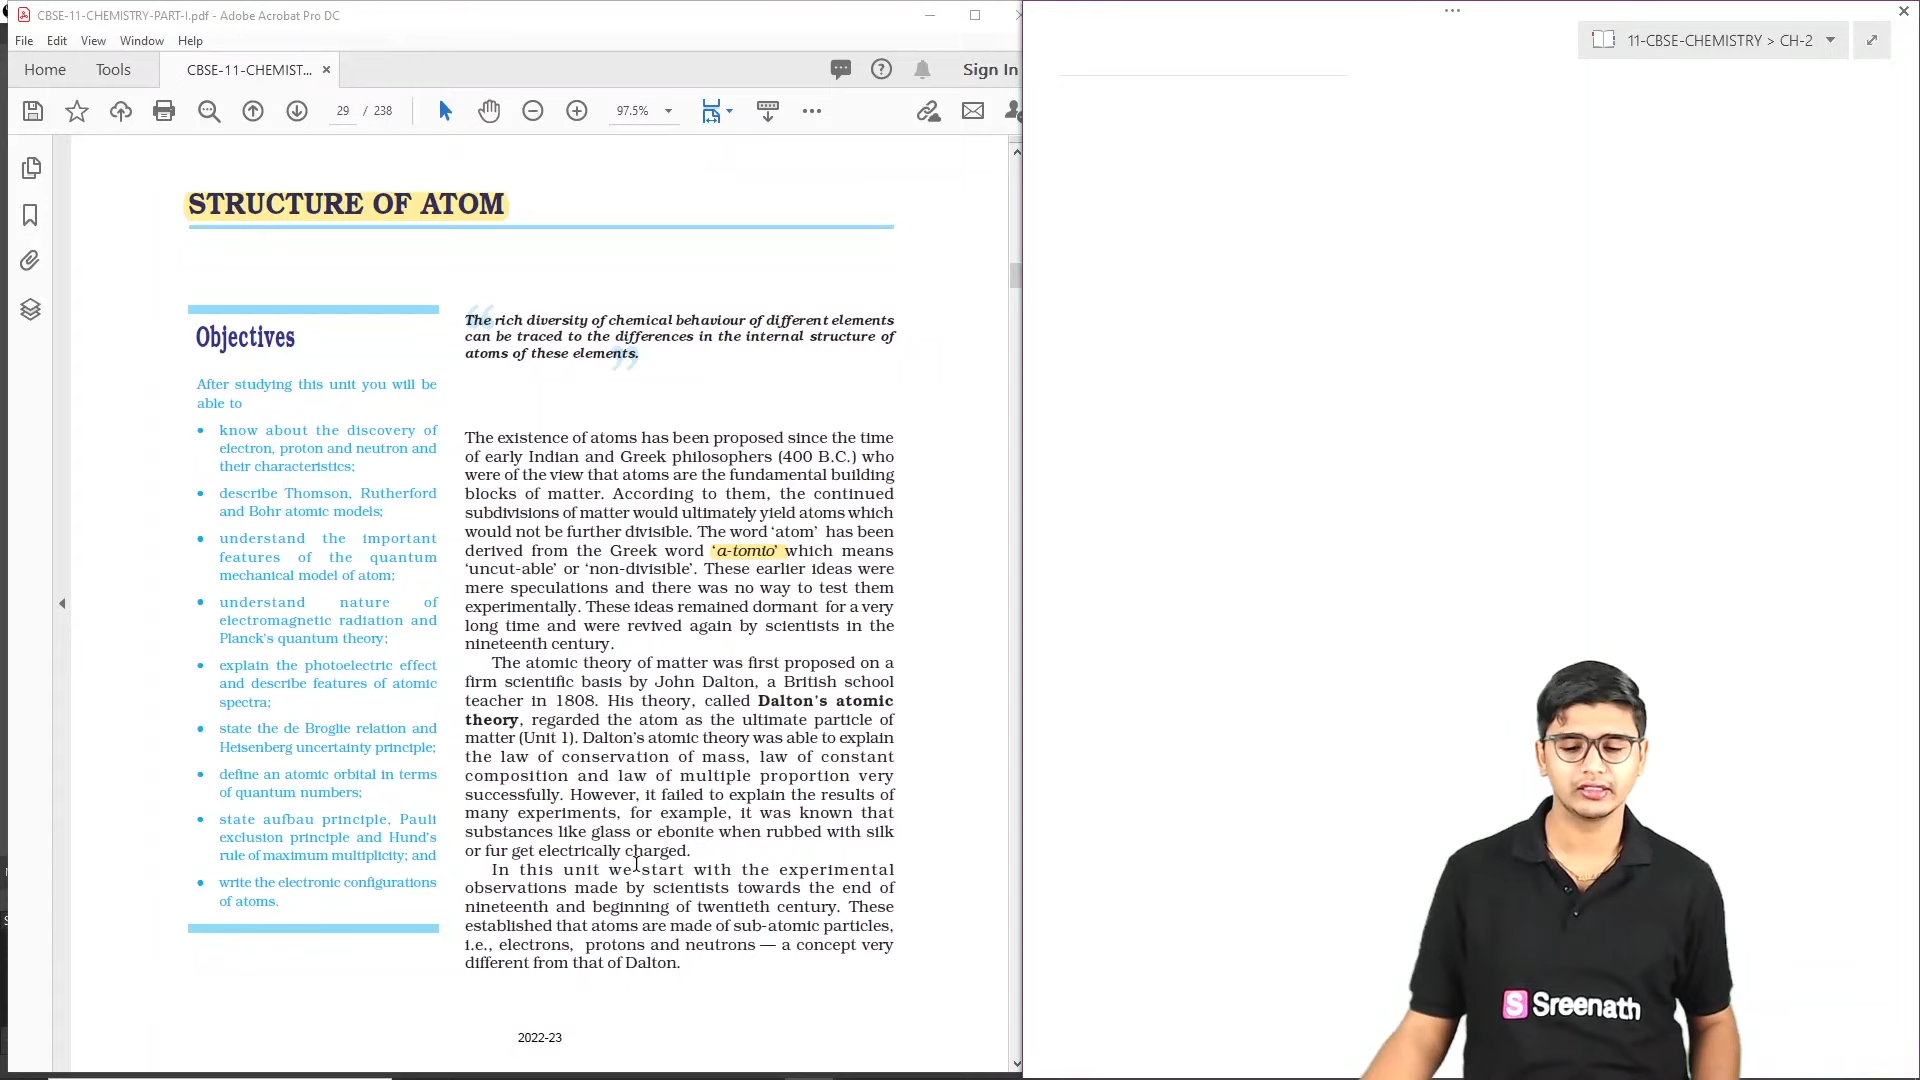 CBSE-11-CHEMISTRY-PART-I.pdf - Adobe Acrobat Pro DC
File Edit View Window Help
Home Tools CBSE-11-CHEMIST... Sign In
29 / 238 97.5%
11-CBSE-CHEMISTRY > CH-2
STRUCTURE OF ATOM
Objectives
After studying this unit you will be
able to
• know about the discovery of
electron, proton and neutron and
their characteristics;
• describe Thomson, Rutherford
and Bohr atomic models;
• understand the important
features of the quantum
mechanical model of atom;
• understand nature of
electromagnetic radiation and
Planck's quantum theory;
• explain the photoelectric effect
and describe features of atomic
spectra;
• state the de Broglie relation and
Heisenberg uncertainty principle;
• define an atomic orbital in terms
of quantum numbers;
• state aufbau principle, Pauli
exclusion principle and Hund's
rule of maximum multiplicity; and
• write the electronic configurations
of atoms.
“The rich diversity of chemical behaviour of different elements
can be traced to the differences in the internal structure of
atoms of these elements.”
The existence of atoms has been proposed since the time
of early Indian and Greek philosophers (400 B.C.) who
were of the view that atoms are the fundamental building
blocks of matter. According to them, the continued
subdivisions of matter would ultimately yield atoms which
would not be further divisible. The word ‘atom’ has been
derived from the Greek word ‘a-tomio’ which means
‘uncut-able’ or ‘non-divisible’. These earlier ideas were
mere speculations and there was no way to test them
experimentally. These ideas remained dormant for a very
long time and were revived again by scientists in the
nineteenth century.
The atomic theory of matter was first proposed on a
firm scientific basis by John Dalton, a British school
teacher in 1808. His theory, called Dalton's atomic
theory, regarded the atom as the ultimate particle of
matter (Unit 1). Dalton's atomic theory was able to explain
the law of conservation of mass, law of constant
composition and law of multiple proportion very
successfully. However, it failed to explain the results of
many experiments, for example, it was known that
substances like glass or ebonite when rubbed with silk
or fur get electrically charged.
In this unit we start with the experimental
observations made by scientists towards the end of
nineteenth and beginning of twentieth century. These
established that atoms are made of sub-atomic particles,
i.e., electrons, protons and neutrons — a concept very
different from that of Dalton.
2022-23
S Sreenath